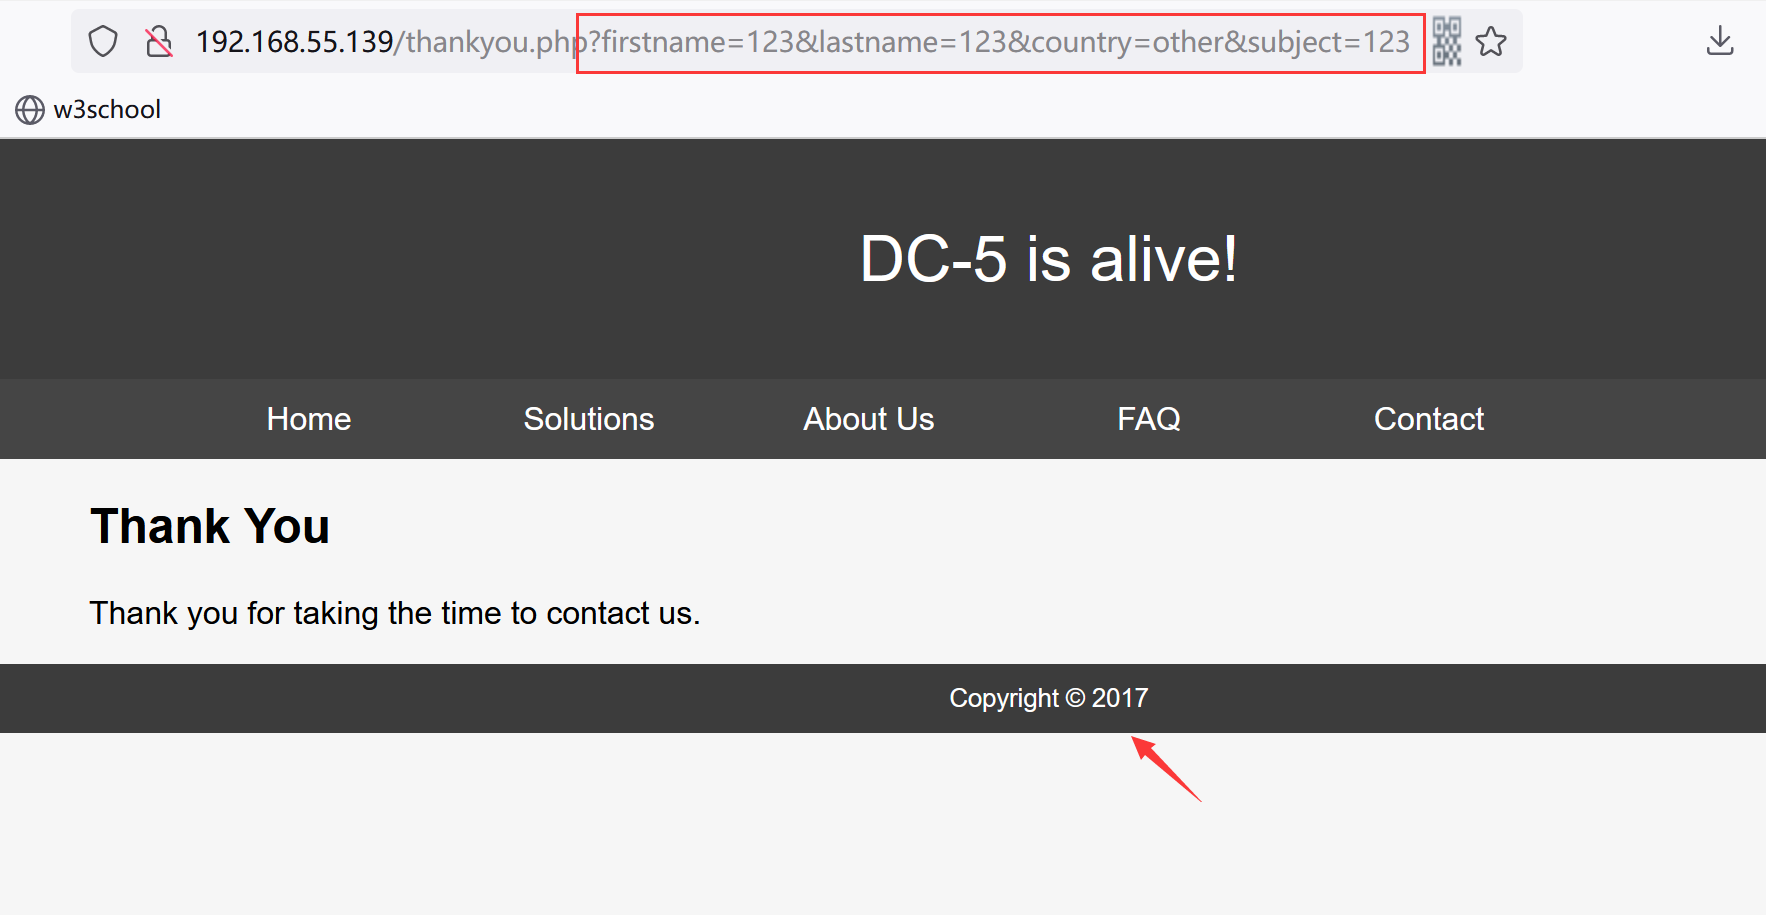 192.168.55.139/thankyou.php?firstname=123&lastname=123&country=other&subject=123
w3school
DC-5 is alive!
Home Solutions About Us FAQ Contact
Thank You
Thank you for taking the time to contact us.
Copyright © 2017